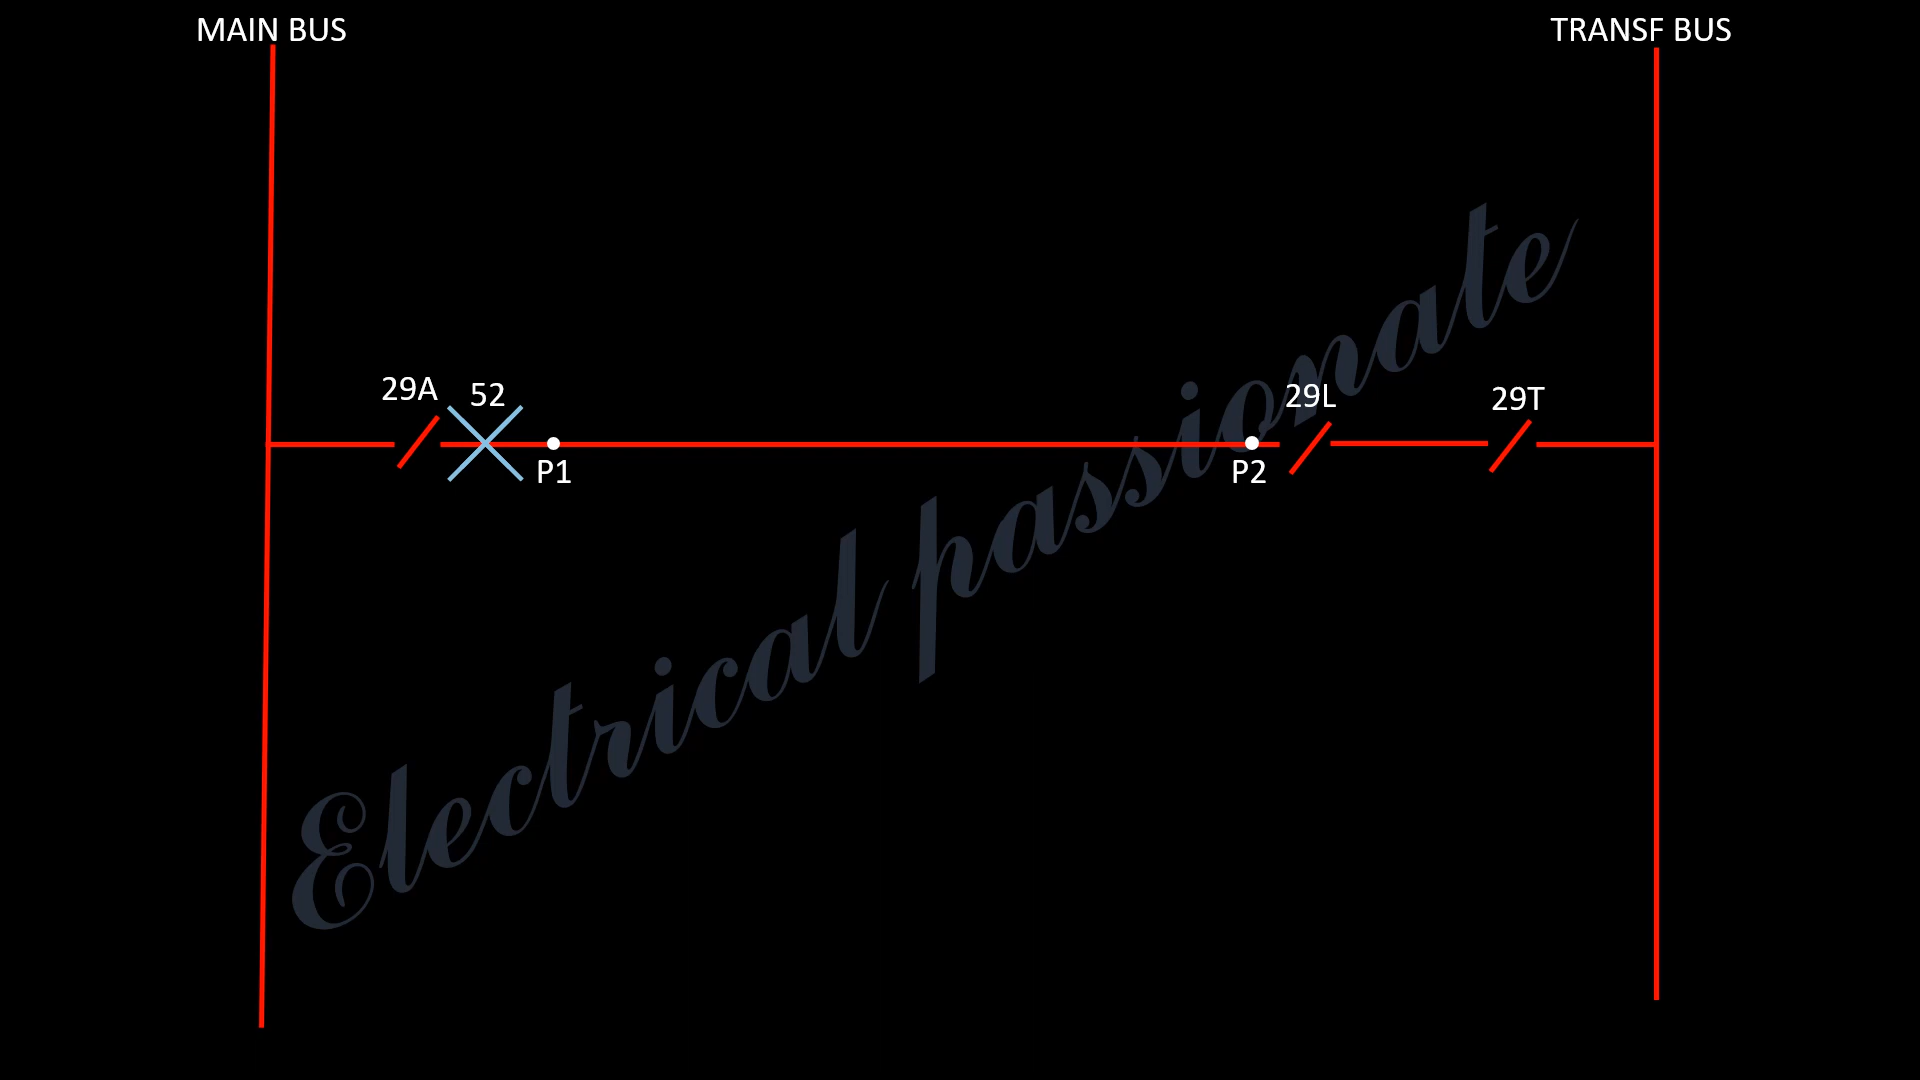 MAIN BUS
TRANSF BUS
29A
52
29L
29T
P1
P2
Electrical passionate